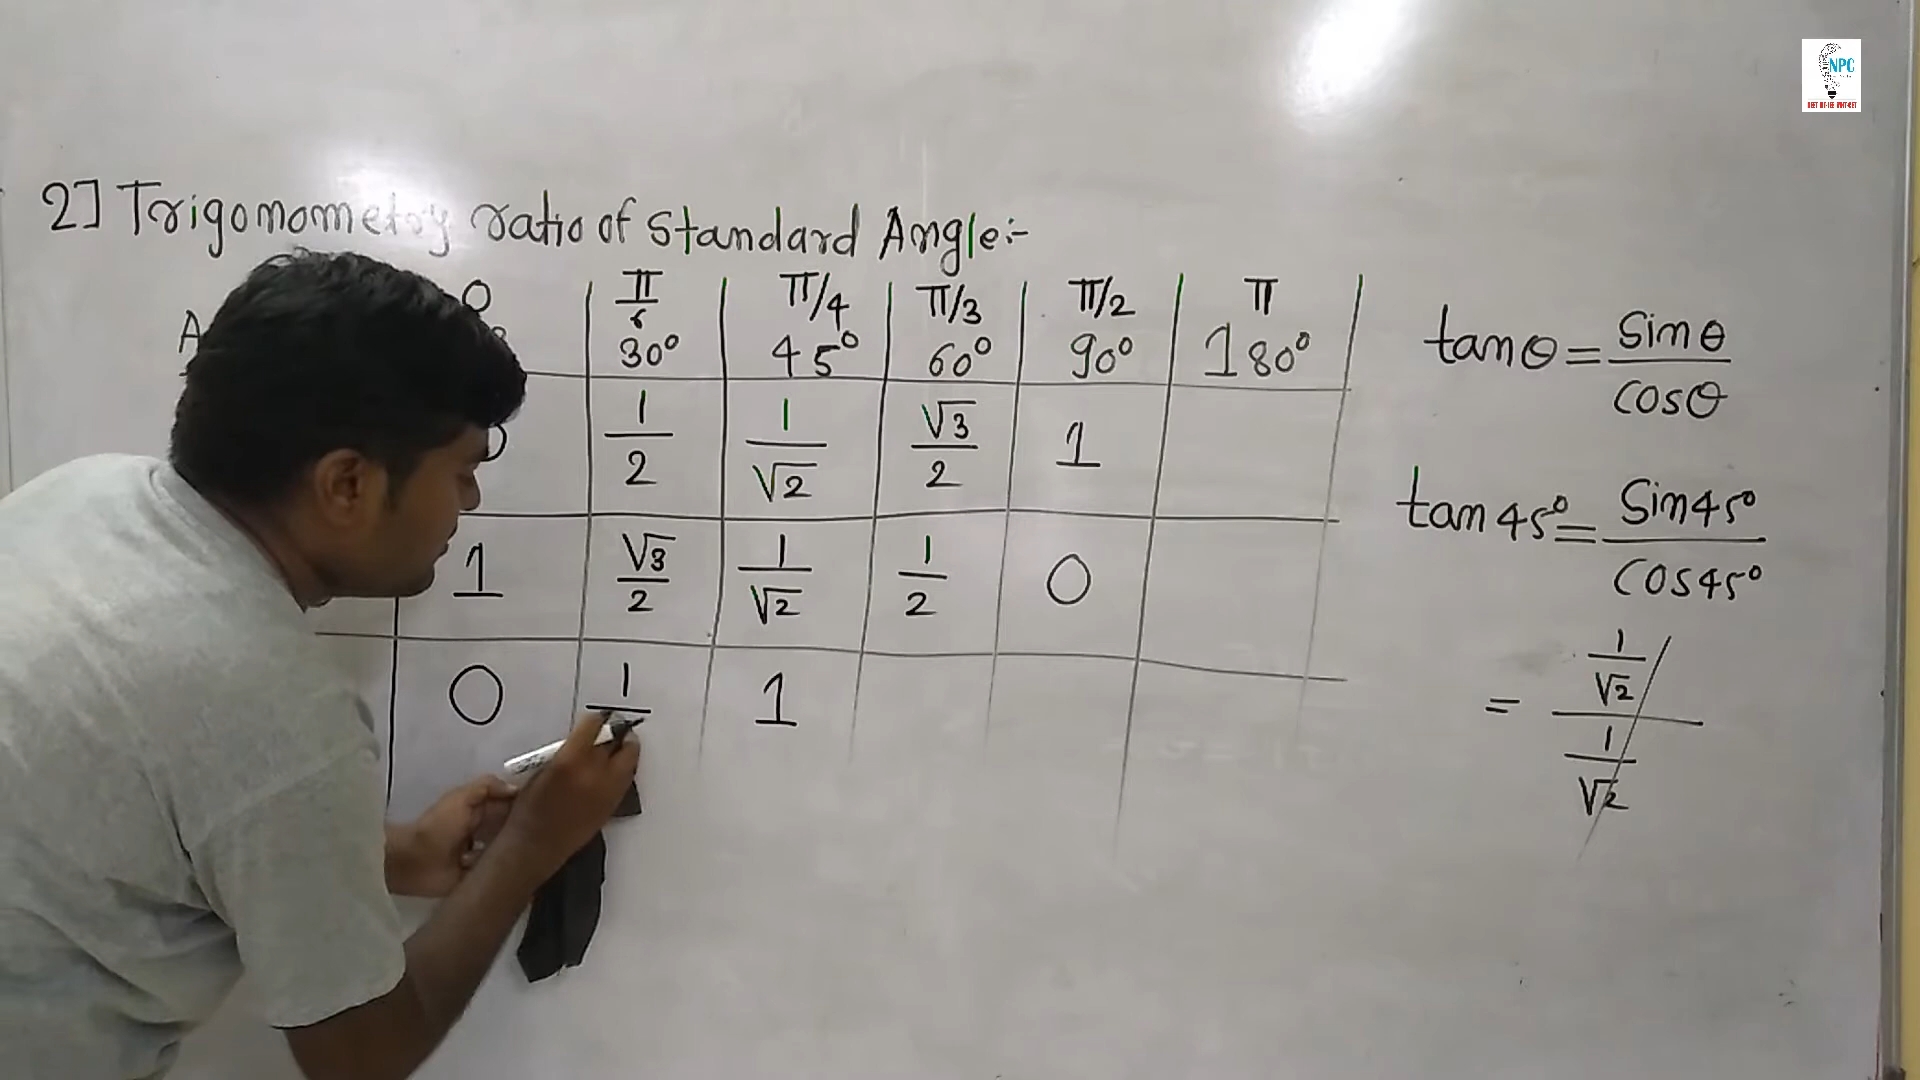 2] Trigonometry ratio of Standard Angle:-
A 0 π/6 π/4 π/3 π/2 π
30° 45° 60° 90° 180°
1/2 1/√2 √3/2 1
1 √3/2 1/√2 1/2 0
0 1 1
tanθ = Sinθ/Cosθ
tan45° = Sin45°/Cos45°
= 1/√2 / 1/√2
NPC